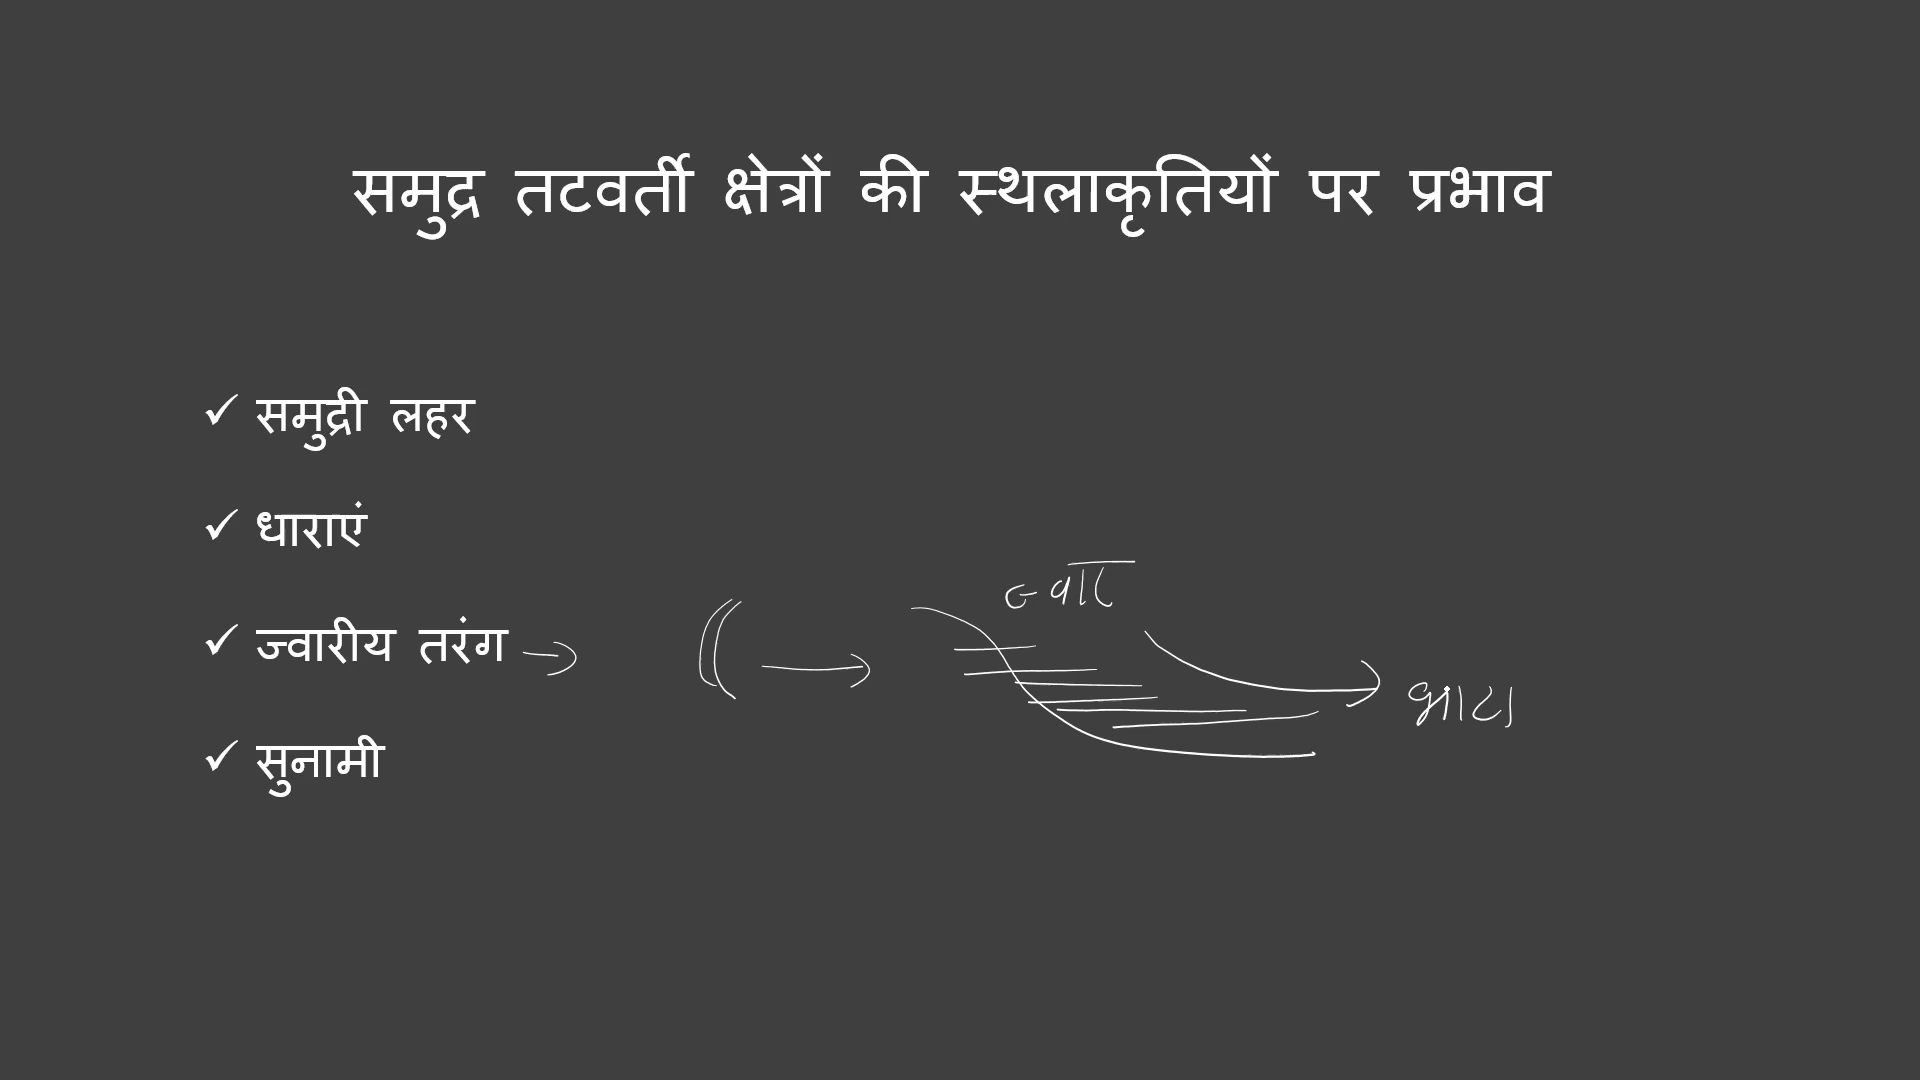 समुद्र तटवर्ती क्षेत्रों की स्थलाकृतियों पर प्रभाव
समुद्री लहर
धाराएं
ज्वारीय तरंग
सुनामी
भाटा